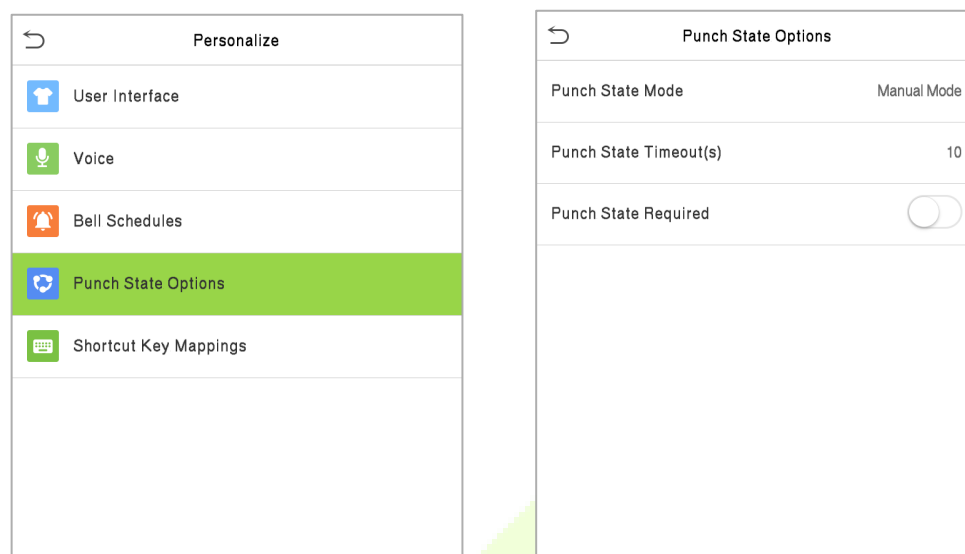 Personalize
User Interface
Voice
Bell Schedules
Punch State Options
Shortcut Key Mappings
Punch State Options
Punch State Mode Manual Mode
Punch State Timeout(s) 10
Punch State Required